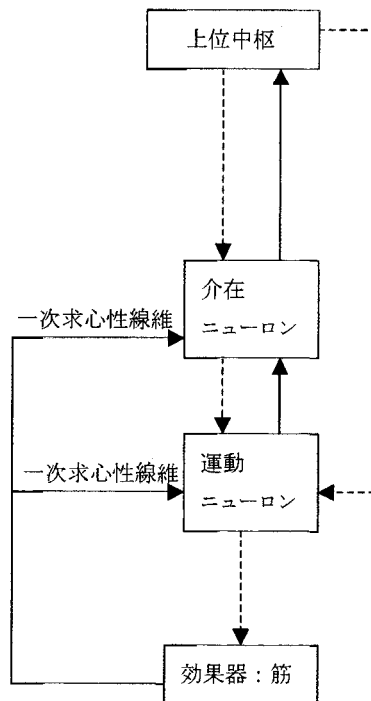 上位中枢
介在
ニューロン
一次求心性線維
運動
ニューロン
一次求心性線維
効果器：筋